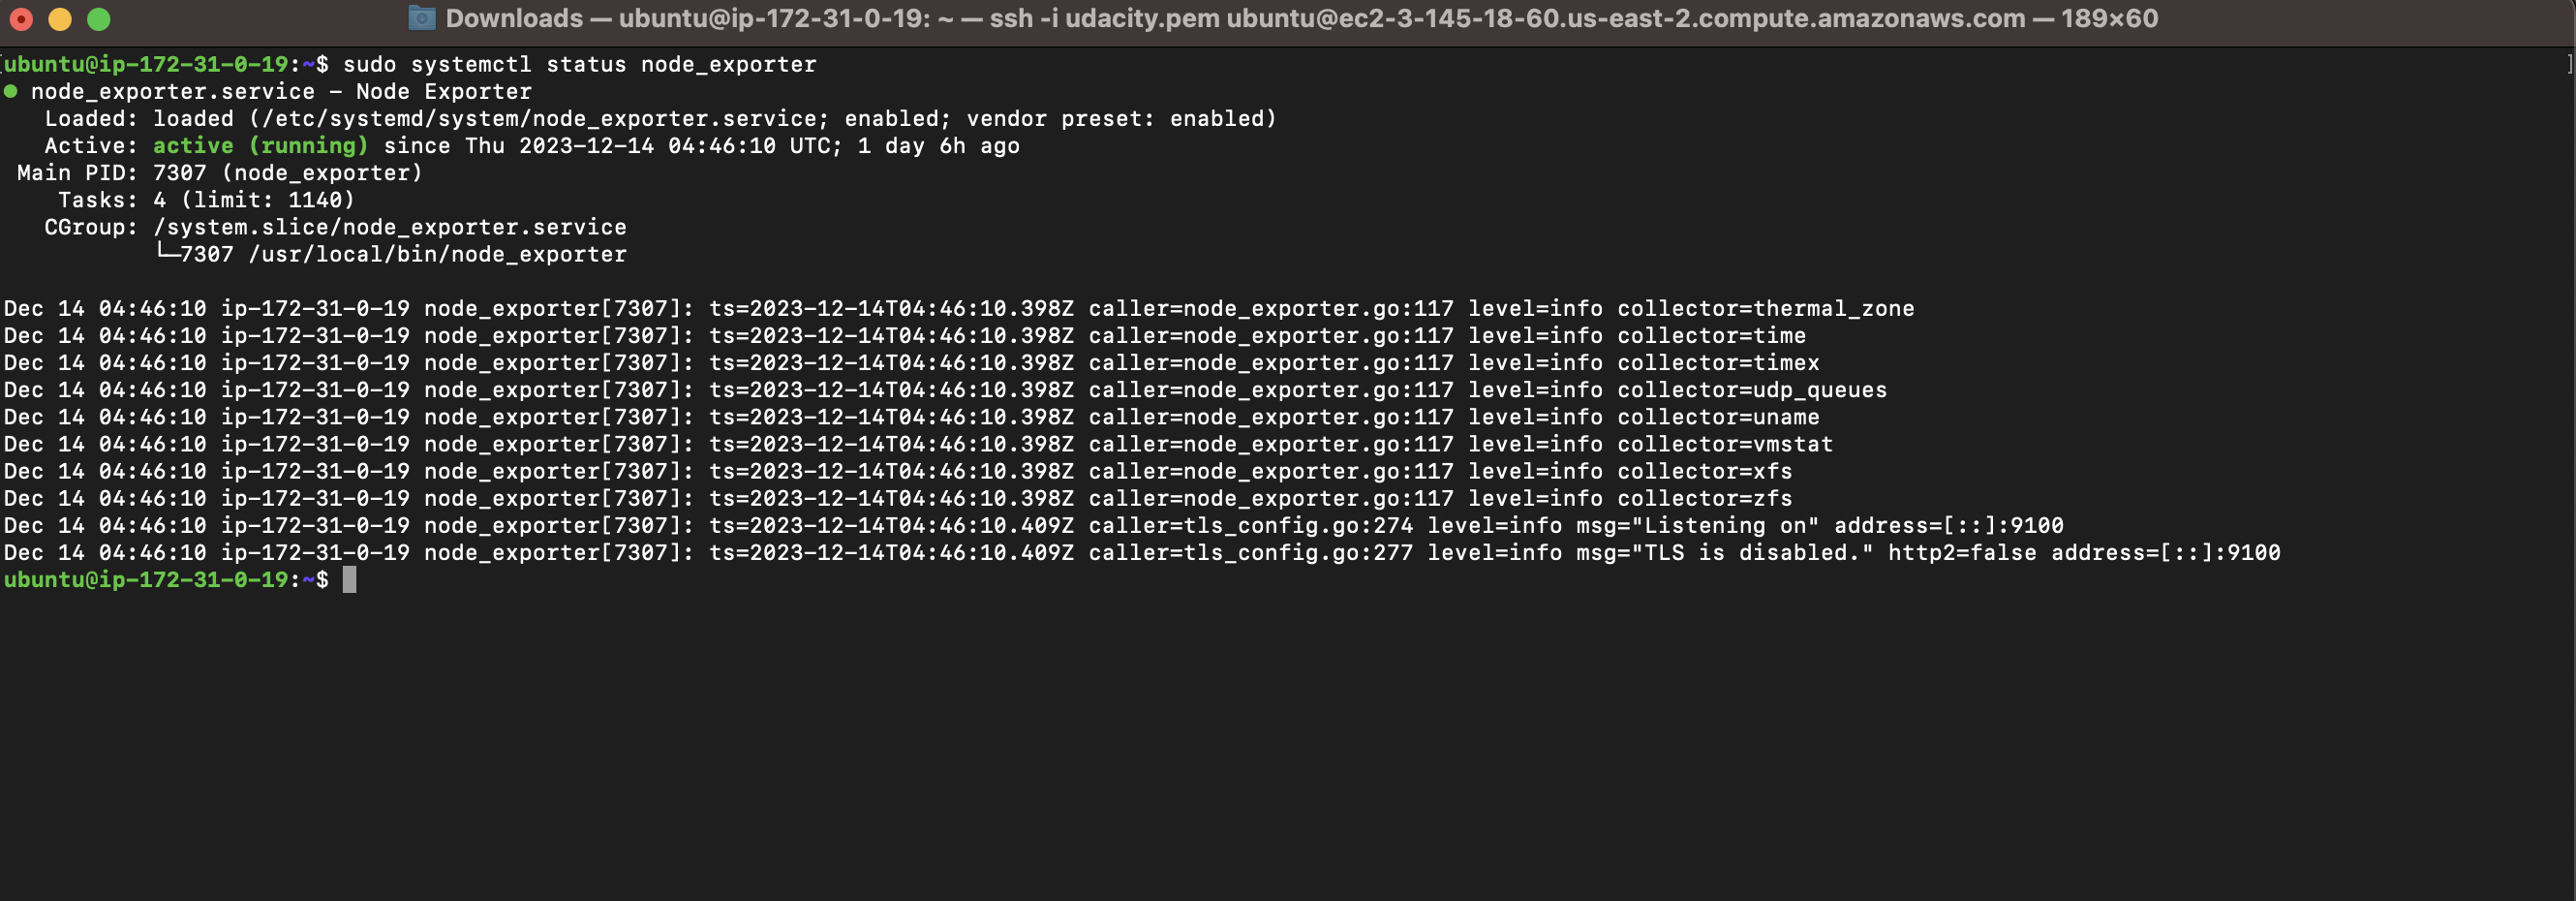 Downloads — ubuntu@ip-172-31-0-19: ~ — ssh -i udacity.pem ubuntu@ec2-3-145-18-60.us-east-2.compute.amazonaws.com — 189×60
[ubuntu@ip-172-31-0-19:~$ sudo systemctl status node_exporter ]
● node_exporter.service - Node Exporter
   Loaded: loaded (/etc/systemd/system/node_exporter.service; enabled; vendor preset: enabled)
   Active: active (running) since Thu 2023-12-14 04:46:10 UTC; 1 day 6h ago
 Main PID: 7307 (node_exporter)
    Tasks: 4 (limit: 1140)
   CGroup: /system.slice/node_exporter.service
           └─7307 /usr/local/bin/node_exporter
Dec 14 04:46:10 ip-172-31-0-19 node_exporter[7307]: ts=2023-12-14T04:46:10.398Z caller=node_exporter.go:117 level=info collector=thermal_zone
Dec 14 04:46:10 ip-172-31-0-19 node_exporter[7307]: ts=2023-12-14T04:46:10.398Z caller=node_exporter.go:117 level=info collector=time
Dec 14 04:46:10 ip-172-31-0-19 node_exporter[7307]: ts=2023-12-14T04:46:10.398Z caller=node_exporter.go:117 level=info collector=timex
Dec 14 04:46:10 ip-172-31-0-19 node_exporter[7307]: ts=2023-12-14T04:46:10.398Z caller=node_exporter.go:117 level=info collector=udp_queues
Dec 14 04:46:10 ip-172-31-0-19 node_exporter[7307]: ts=2023-12-14T04:46:10.398Z caller=node_exporter.go:117 level=info collector=uname
Dec 14 04:46:10 ip-172-31-0-19 node_exporter[7307]: ts=2023-12-14T04:46:10.398Z caller=node_exporter.go:117 level=info collector=vmstat
Dec 14 04:46:10 ip-172-31-0-19 node_exporter[7307]: ts=2023-12-14T04:46:10.398Z caller=node_exporter.go:117 level=info collector=xfs
Dec 14 04:46:10 ip-172-31-0-19 node_exporter[7307]: ts=2023-12-14T04:46:10.398Z caller=node_exporter.go:117 level=info collector=zfs
Dec 14 04:46:10 ip-172-31-0-19 node_exporter[7307]: ts=2023-12-14T04:46:10.409Z caller=tls_config.go:274 level=info msg="Listening on" address=[::]:9100
Dec 14 04:46:10 ip-172-31-0-19 node_exporter[7307]: ts=2023-12-14T04:46:10.409Z caller=tls_config.go:277 level=info msg="TLS is disabled." http2=false address=[::]:9100
ubuntu@ip-172-31-0-19:~$